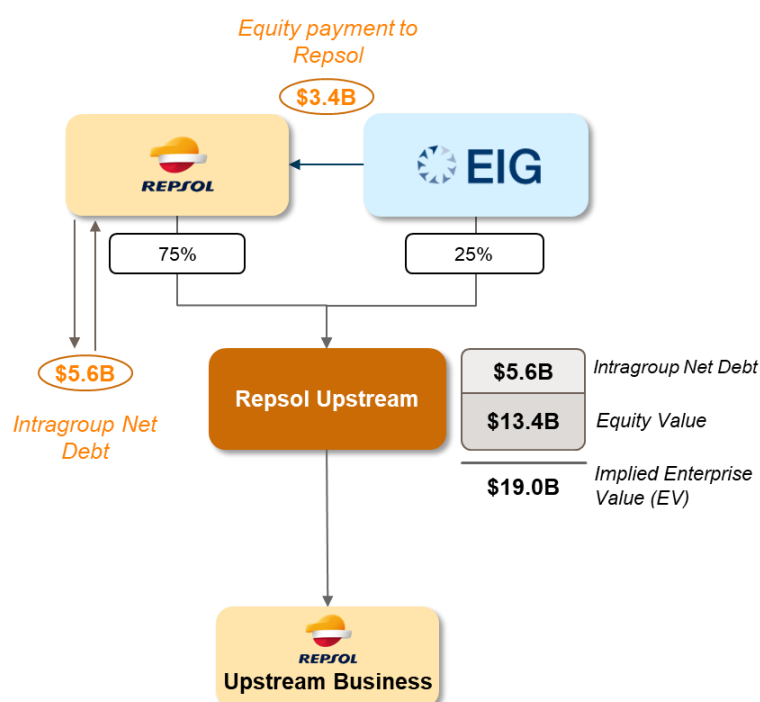 Equity payment to
Repsol
$3.4B
REPSOL
EIG
75%
25%
$5.6B
Intragroup Net
Debt
Repsol Upstream
$5.6B
Intragroup Net Debt
$13.4B
Equity Value
$19.0B
Implied Enterprise
Value (EV)
REPSOL
Upstream Business